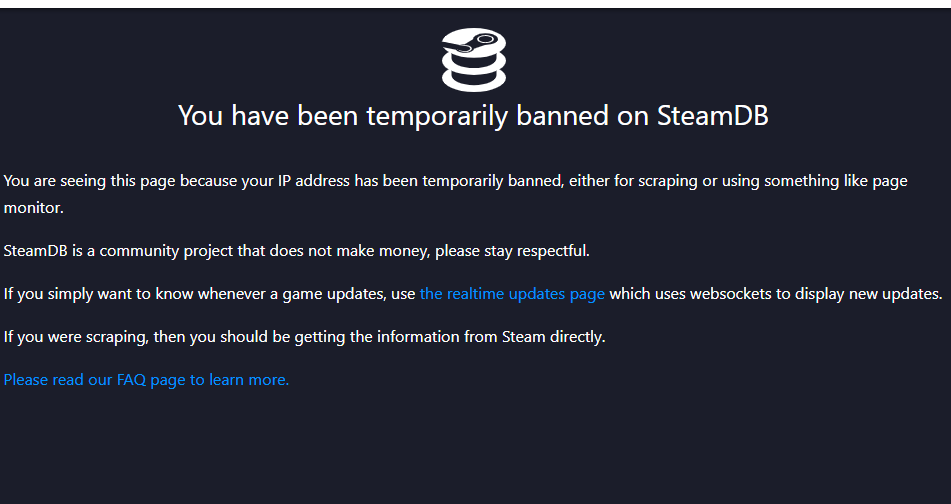 You have been temporarily banned on SteamDB
You are seeing this page because your IP address has been temporarily banned, either for scraping or using something like page
monitor.
SteamDB is a community project that does not make money, please stay respectful.
If you simply want to know whenever a game updates, use the realtime updates page which uses websockets to display new updates.
If you were scraping, then you should be getting the information from Steam directly.
Please read our FAQ page to learn more.